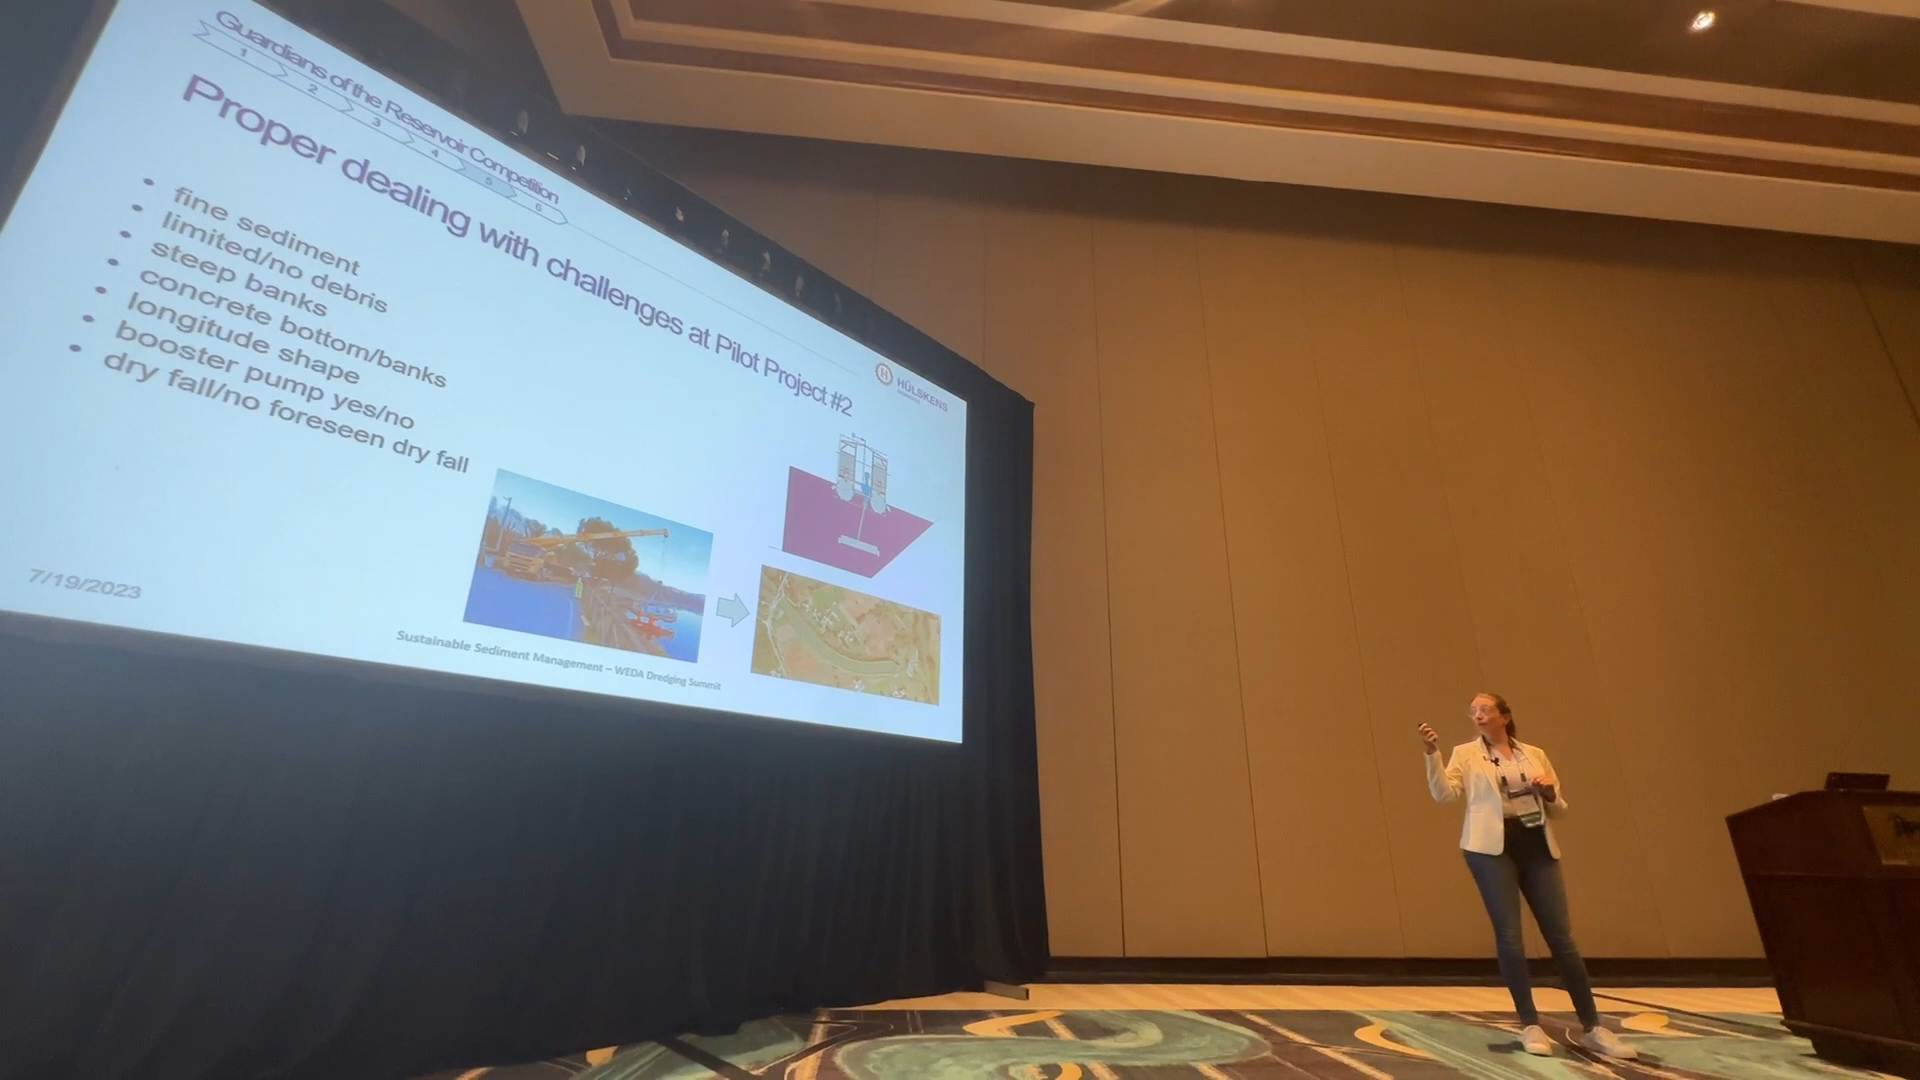 Guardians of the Reservoir Competition
1 2 3 4 5 6
Proper dealing with challenges at Pilot Project #2
HÜLSKENS
• fine sediment
• limited/no debris
• steep banks
• concrete bottom/banks
• longitude shape
• booster pump yes/no
• dry fall/no foreseen dry fall
7/19/2023
Sustainable Sediment Management – WEDA Dredging Summit